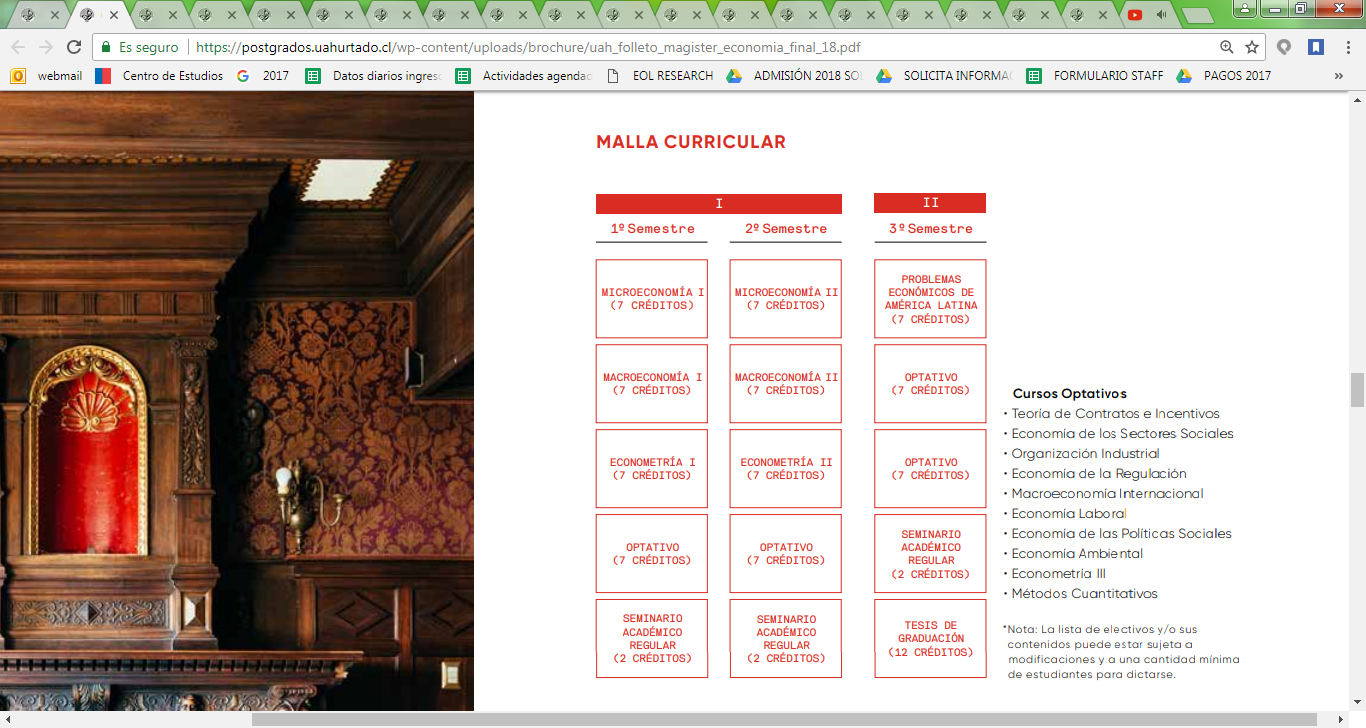 Es seguro | https://postgrados.uahurtado.cl/wp-content/uploads/brochure/uah_folleto_magister_economia_final_18.pdf
webmail Centro de Estudios 2017 Datos diarios ingres Actividades agendac EOL RESEARCH ADMISIÓN 2018 SOL SOLICITA INFORMAC FORMULARIO STAFF PAGOS 2017 »
MALLA CURRICULAR
I II
1º Semestre 2º Semestre 3º Semestre
MICROECONOMÍA I
(7 CRÉDITOS)
MICROECONOMÍA II
(7 CRÉDITOS)
PROBLEMAS
ECONÓMICOS DE
AMÉRICA LATINA
(7 CRÉDITOS)
MACROECONOMÍA I
(7 CRÉDITOS)
MACROECONOMÍA II
(7 CRÉDITOS)
OPTATIVO
(7 CRÉDITOS)
ECONOMETRÍA I
(7 CRÉDITOS)
ECONOMETRÍA II
(7 CRÉDITOS)
OPTATIVO
(7 CRÉDITOS)
OPTATIVO
(7 CRÉDITOS)
OPTATIVO
(7 CRÉDITOS)
SEMINARIO
ACADÉMICO
REGULAR
(2 CRÉDITOS)
SEMINARIO
ACADÉMICO
REGULAR
(2 CRÉDITOS)
SEMINARIO
ACADÉMICO
REGULAR
(2 CRÉDITOS)
TESIS DE
GRADUACIÓN
(12 CRÉDITOS)
Cursos Optativos
• Teoría de Contratos e Incentivos
• Economía de los Sectores Sociales
• Organización Industrial
• Economía de la Regulación
• Macroeconomía Internacional
• Economía Laboral
• Economía de las Políticas Sociales
• Economía Ambiental
• Econometría III
• Métodos Cuantitativos
*Nota: La lista de electivos y/o sus
contenidos puede estar sujeta a
modificaciones y a una cantidad mínima
de estudiantes para dictarse.